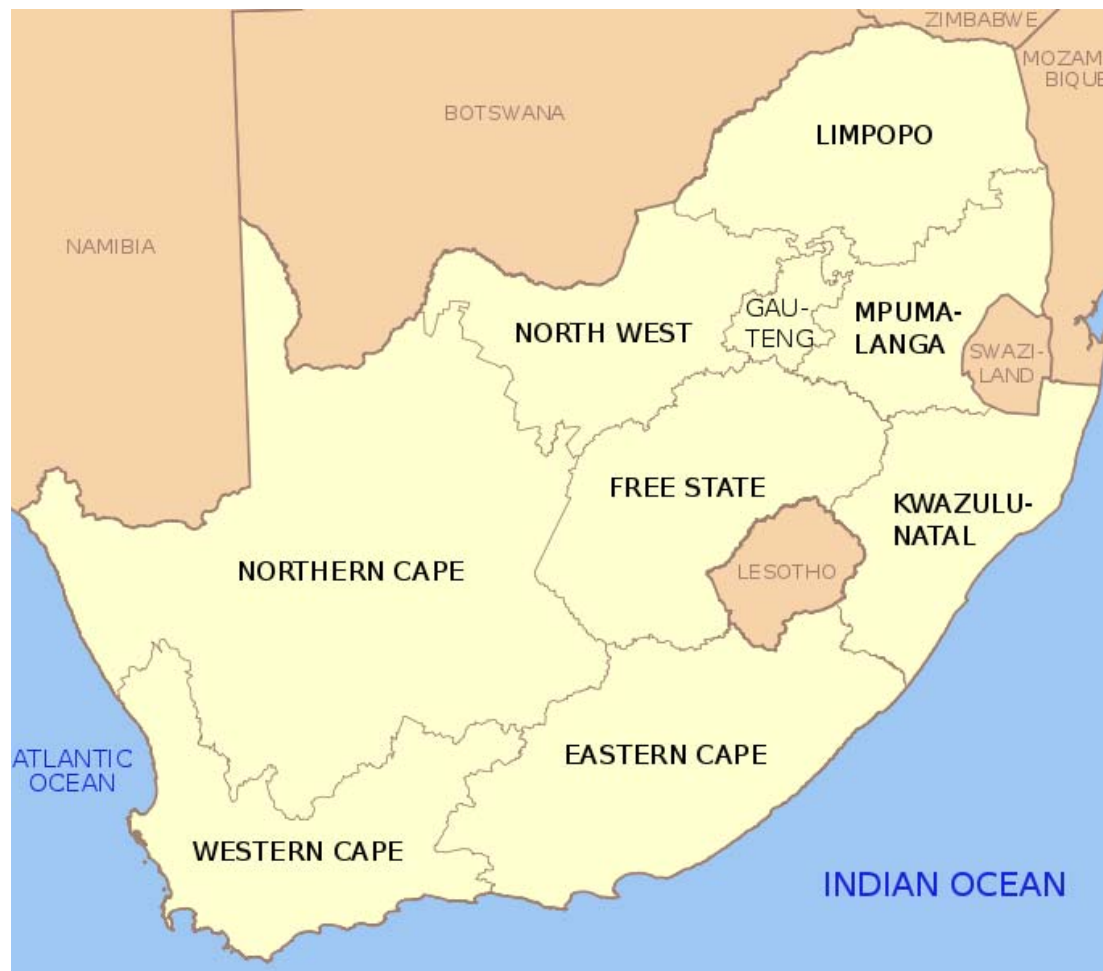 ZIMBABWE
MOZAM-
BIQUE
BOTSWANA
LIMPOPO
NAMIBIA
NORTH WEST
GAU-
TENG
MPUMA-
LANGA
SWAZI-
LAND
FREE STATE
KWAZULU-
NATAL
NORTHERN CAPE
LESOTHO
ATLANTIC
OCEAN
EASTERN CAPE
WESTERN CAPE
INDIAN OCEAN